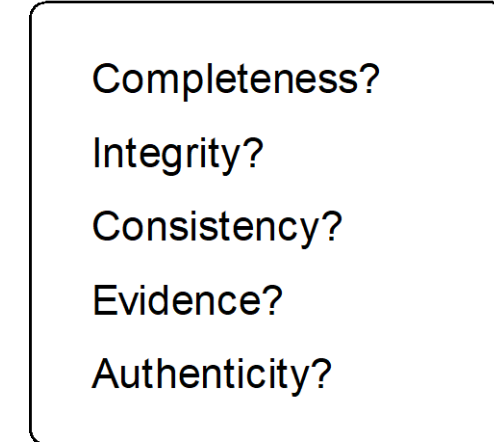 Completeness?
Integrity?
Consistency?
Evidence?
Authenticity?